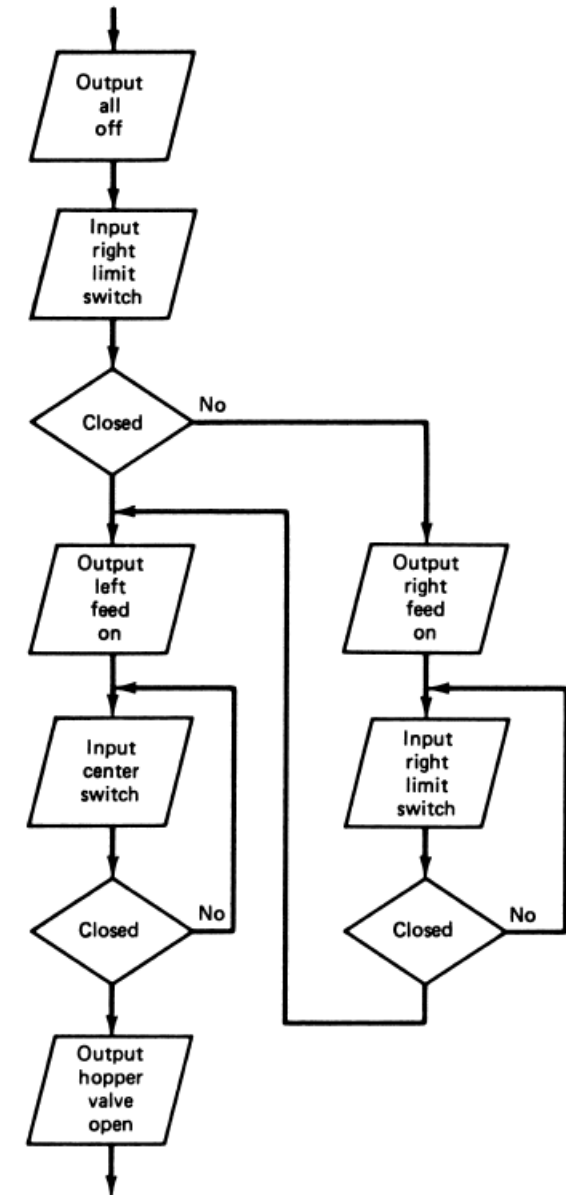 Output
all
off
Input
right
limit
switch
Closed
No
Output
left
feed
on
Output
right
feed
on
Input
center
switch
Input
right
limit
switch
Closed
No
Closed
No
Output
hopper
valve
open